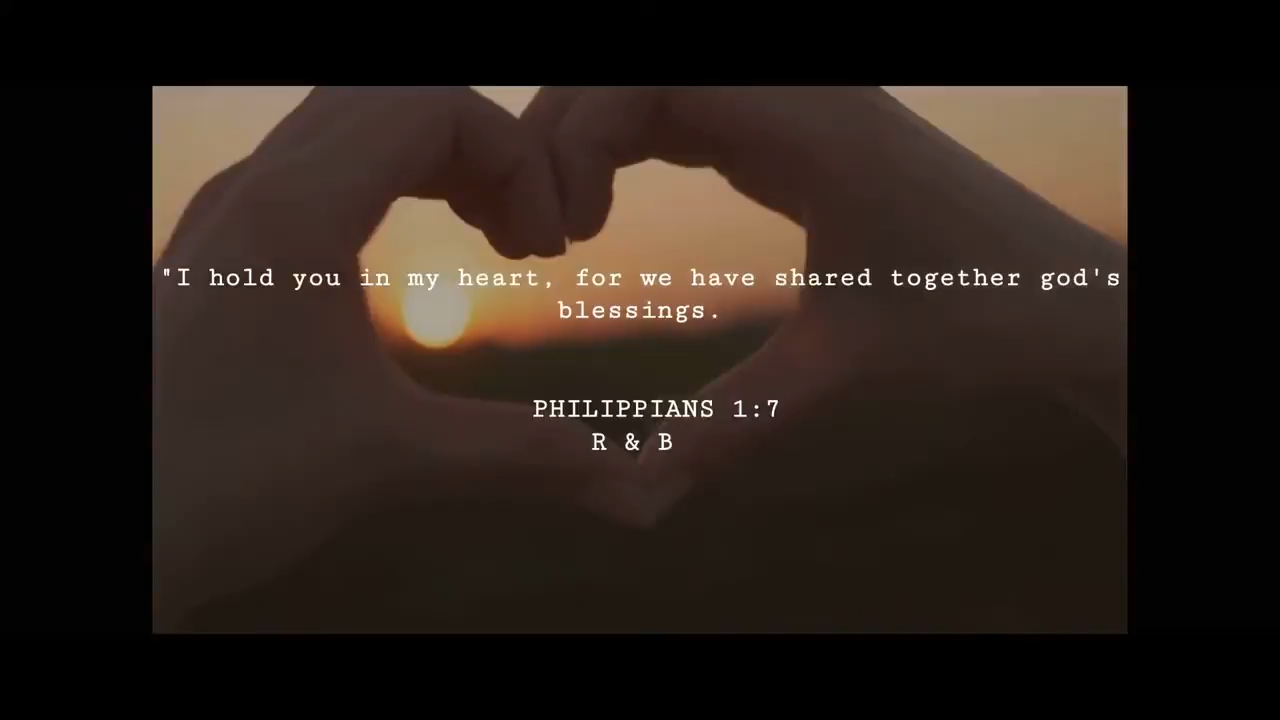 "I hold you in my heart, for we have shared together god's
blessings.
PHILIPPIANS 1:7
R & B